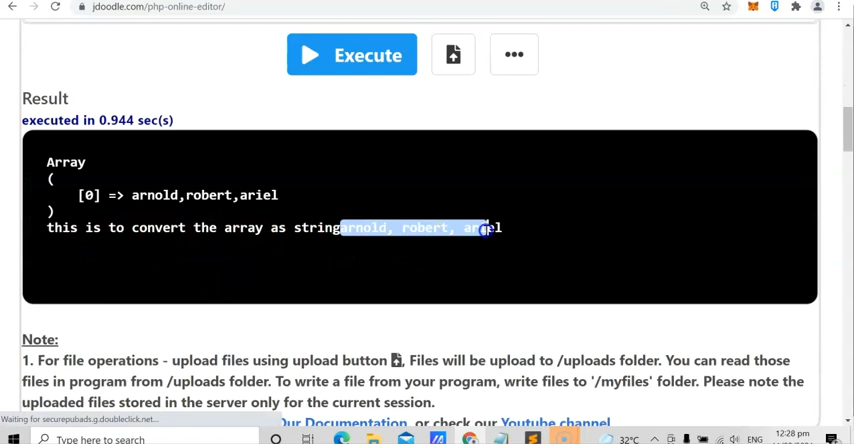 jdoodle.com/php-online-editor/
Execute
Result
executed in 0.944 sec(s)
Array
(
[0] => arnold,robert,ariel
)
this is to convert the array as stringarnold, robert, ariel
Note:
1. For file operations - upload files using upload button , Files will be upload to /uploads folder. You can read those
files in program from /uploads folder. To write a file from your program, write files to '/myfiles' folder. Please note the
uploaded files stored in the server only for the current session.
Our Documentation, or check our Youtube channel
Waiting for securepubads.g.doubleclick.net...
Type here to search
32°C
ENG
12:28 pm